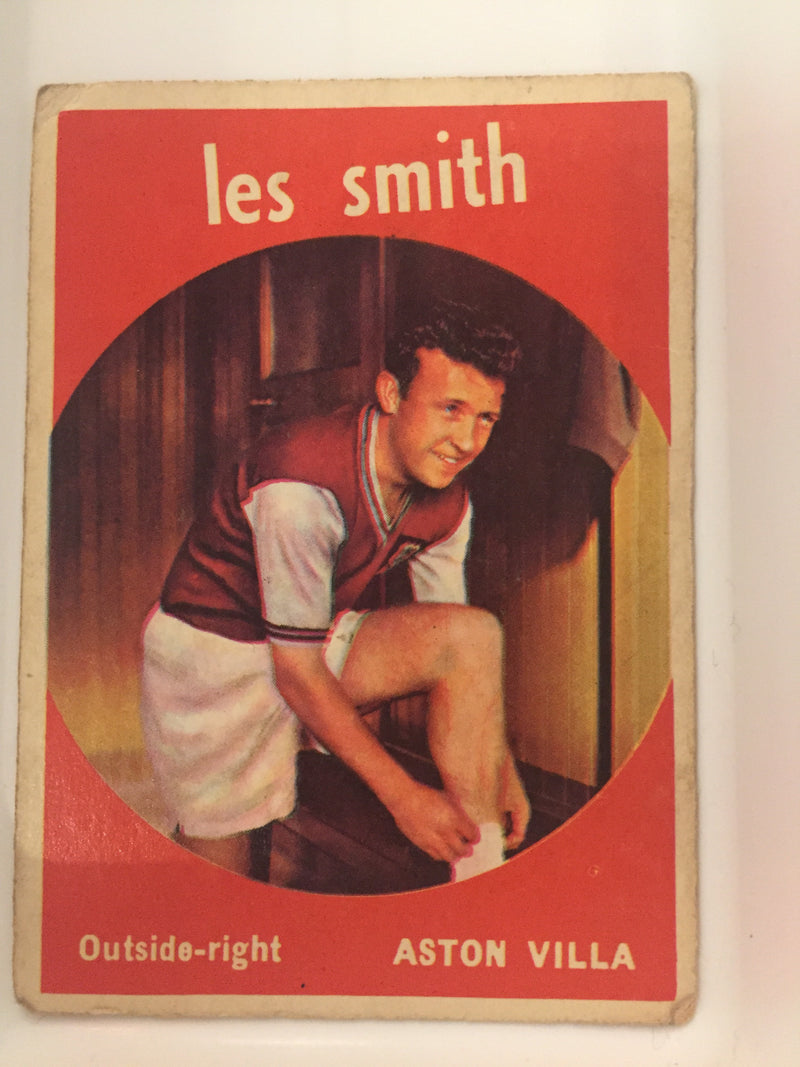 les smith
Outside-right
ASTON VILLA